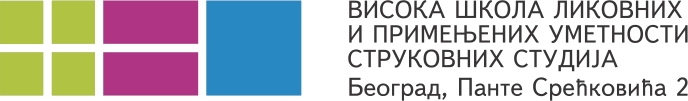 ВИСОКА ШКОЛА ЛИКОВНИХ
И ПРИМЕЊЕНИХ УМЕТНОСТИ
СТРУКОВНИХ СТУДИЈА
Београд, Панте Срећковића 2